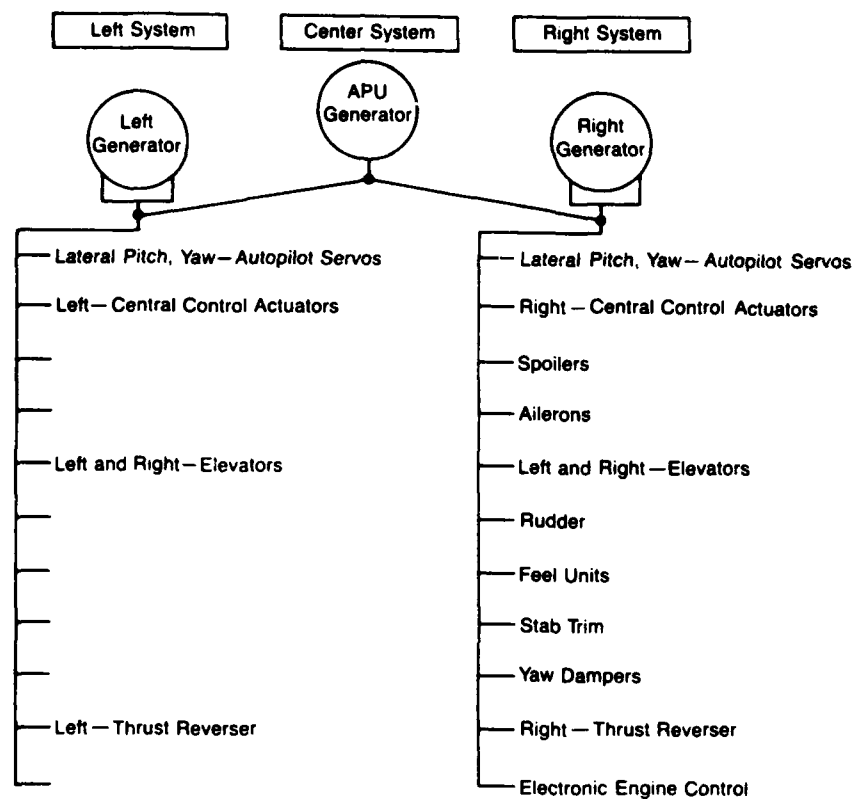 Left System
Center System
Right System
APU
Generator
Left
Generator
Right
Generator
Lateral Pitch, Yaw—Autopilot Servos
Left—Central Control Actuators
Left and Right—Elevators
Left—Thrust Reverser
Lateral Pitch, Yaw—Autopilot Servos
Right—Central Control Actuators
Spoilers
Ailerons
Left and Right—Elevators
Rudder
Feel Units
Stab Trim
Yaw Dampers
Right—Thrust Reverser
Electronic Engine Control